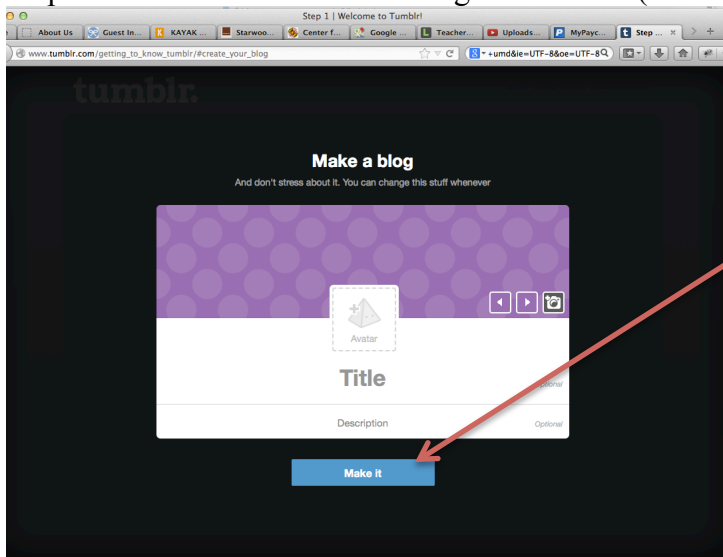 Step 1 | Welcome to Tumblr!
About Us Guest In... KAYAK ... Starwoo... Center f... Google ... Teacher... Uploads... MyPayc... Step ...
www.tumblr.com/getting_to_know_tumblr/#create_your_blog +umd&ie=UTF-8&oe=UTF-8
tumblr.
Make a blog
And don't stress about it. You can change this stuff whenever
Avatar
Title
Optional
Description Optional
Make it